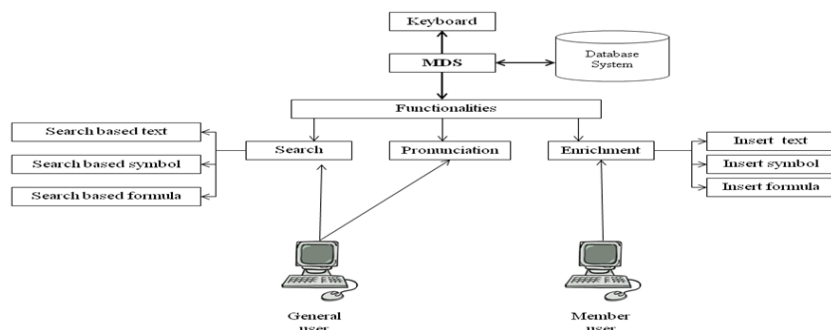 Keyboard
MDS
Database
System
Functionalities
Search based text
Search based symbol
Search based formula
Search
Pronunciation
Enrichment
Insert text
Insert symbol
Insert formula
General
user
Member
user